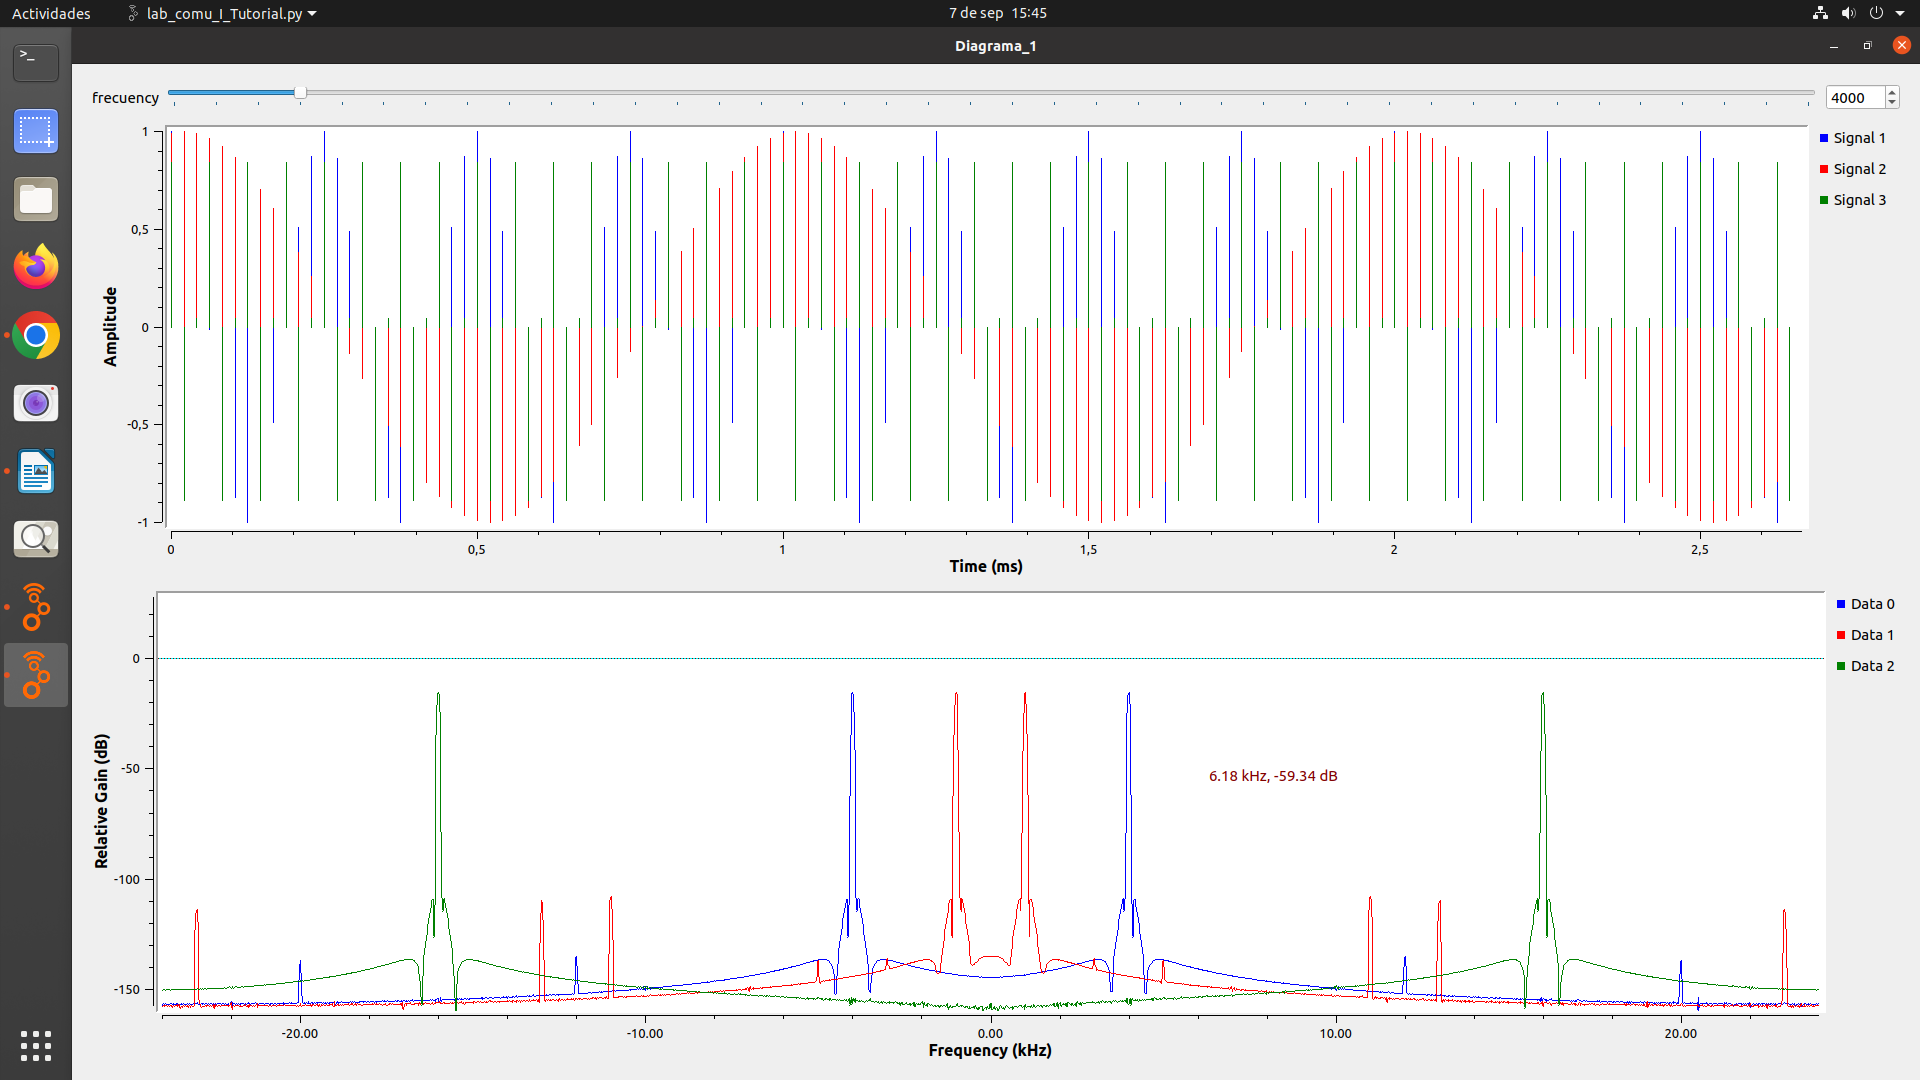 Actividades
lab_comu_I_Tutorial.py
7 de sep 15:45
Diagrama_1
>_
frecuency
4000
1
0,5
0
-0,5
-1
Amplitude
0
0,5
1
1,5
2
2,5
Time (ms)
Signal 1
Signal 2
Signal 3
0
-50
-100
-150
Relative Gain (dB)
6.18 kHz, -59.34 dB
-20.00
-10.00
0.00
10.00
20.00
Frequency (kHz)
Data 0
Data 1
Data 2